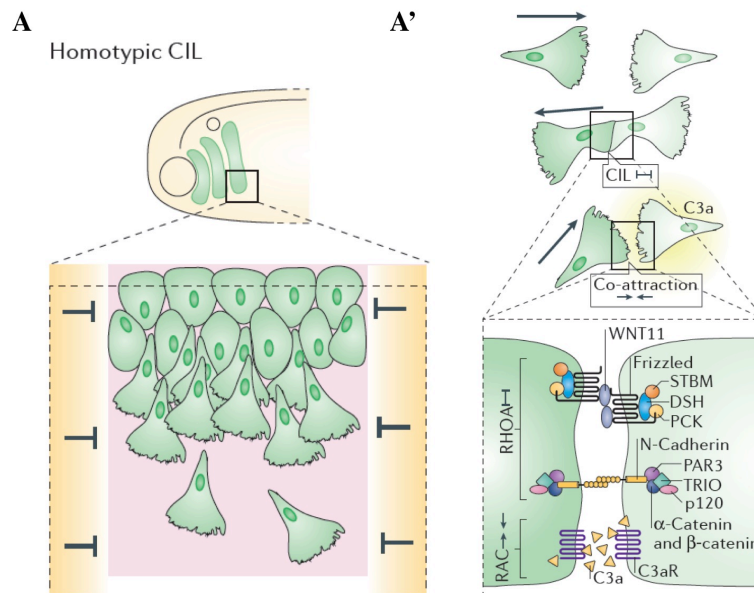 A
Homotypic CIL
A'
CIL
C3a
Co-attraction
WNT11
Frizzled
STBM
DSH
PCK
RHOA
N-Cadherin
PAR3
TRIO
p120
α-Catenin
and β-catenin
RAC
C3a
C3aR